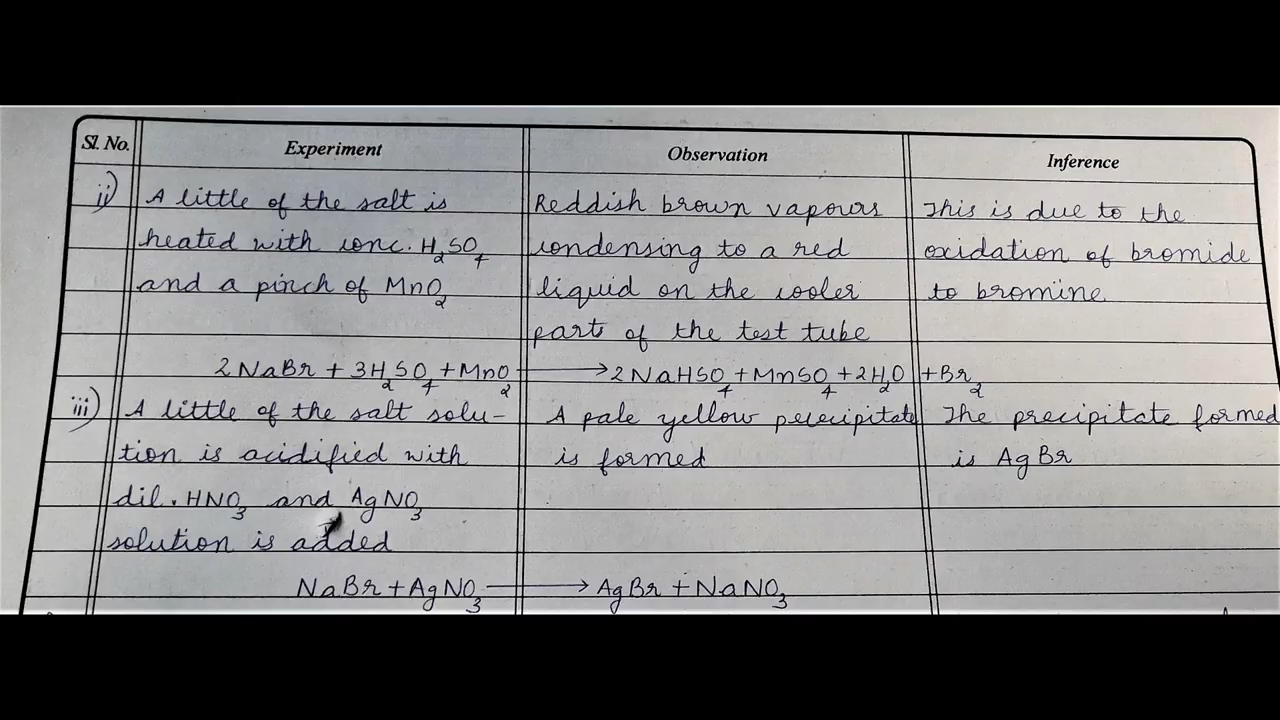 Sl. No. Experiment Observation Inference
ii) A little of the salt is
heated with conc. H₂SO₄
and a pinch of MnO₂
Reddish brown vapours
condensing to a red
liquid on the cooler
part of the test tube
This is due to the
oxidation of bromide
to bromine
2NaBr + 3H₂SO₄ + MnO₂ → 2NaHSO₄ + MnSO₄ + 2H₂O + Br₂
iii) A little of the salt solu-
tion is acidified with
dil. HNO₃ and AgNO₃
solution is added
A pale yellow precipitate
is formed
The precipitate formed
is AgBr
NaBr + AgNO₃ → AgBr + NaNO₃